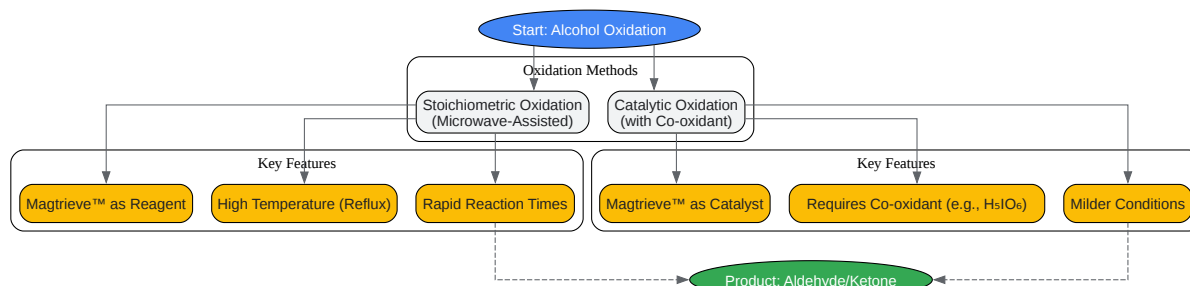 Start: Alcohol Oxidation
Oxidation Methods
Stoichiometric Oxidation
(Microwave-Assisted)
Catalytic Oxidation
(with Co-oxidant)
Key Features
Magtrieve™ as Reagent
High Temperature (Reflux)
Rapid Reaction Times
Key Features
Magtrieve™ as Catalyst
Requires Co-oxidant (e.g., H₅IO₆)
Milder Conditions
Product: Aldehyde/Ketone